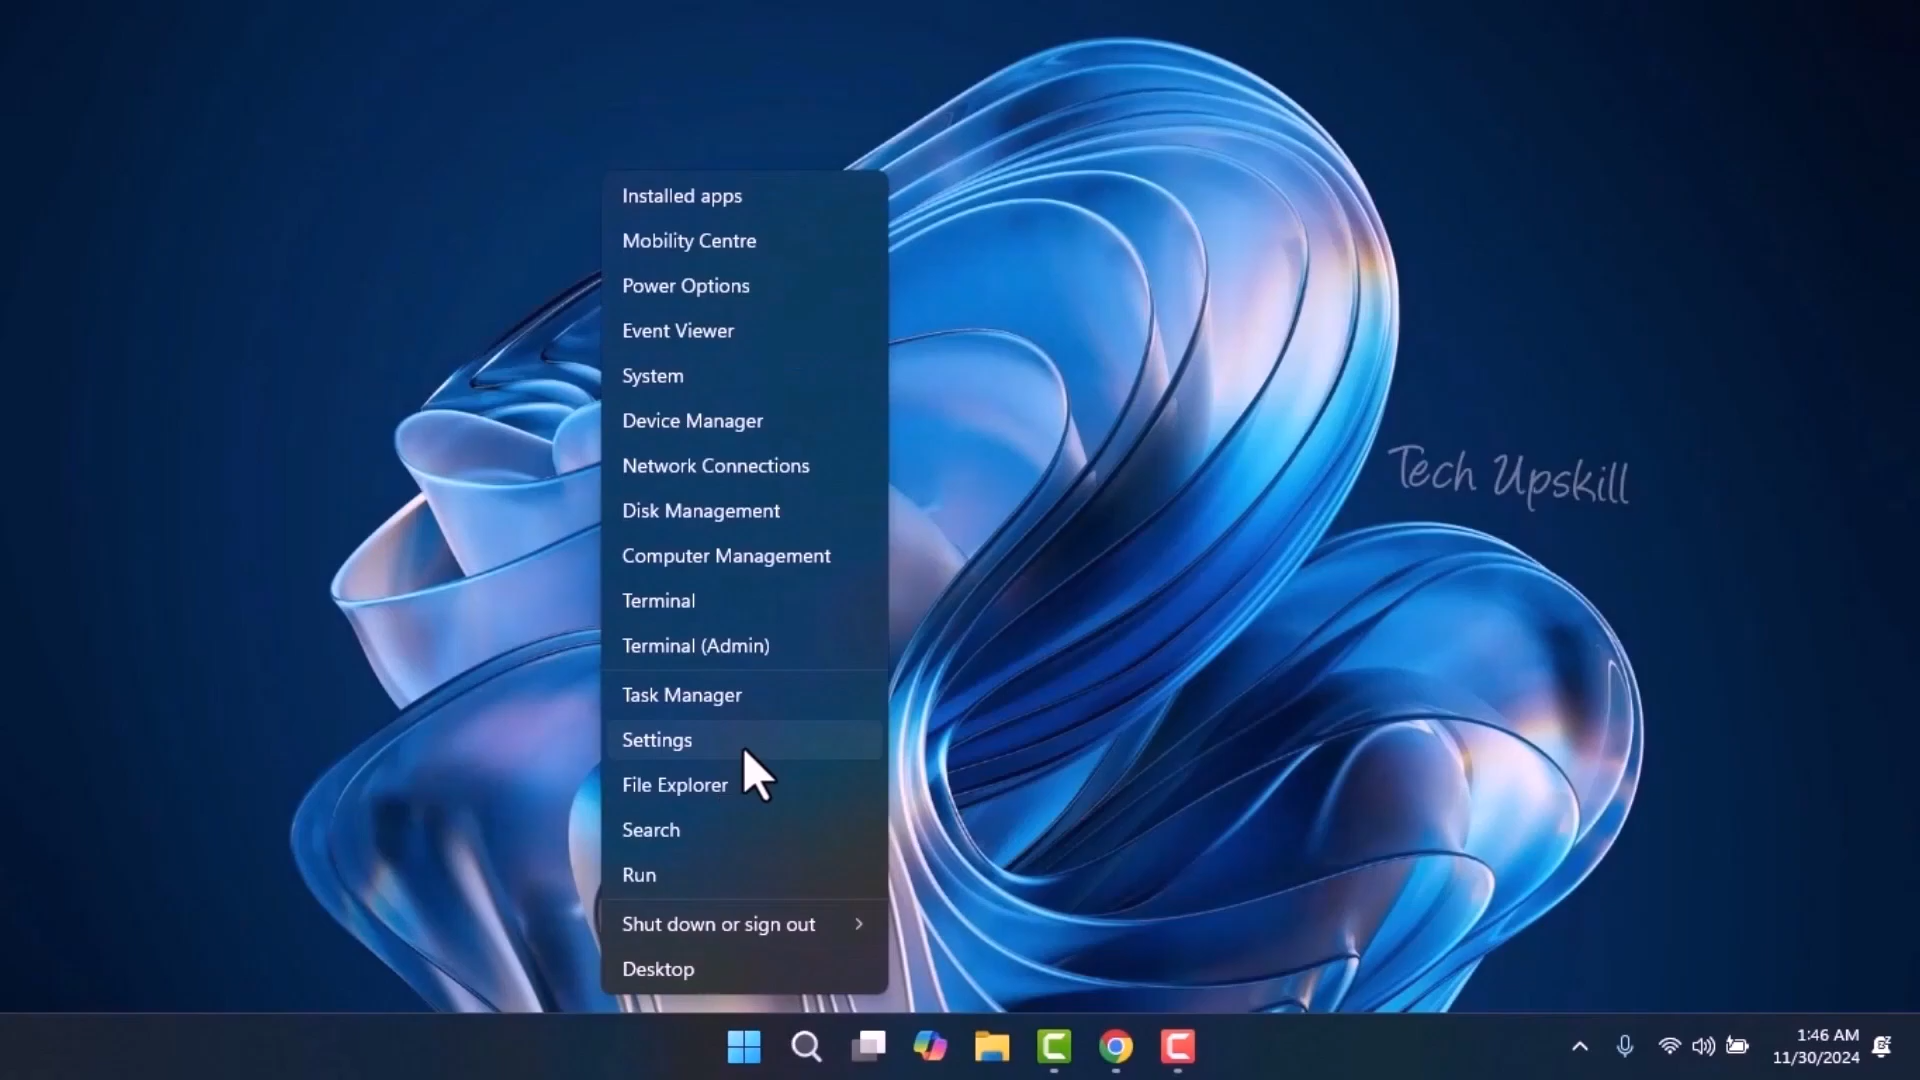 Installed apps
Mobility Centre
Power Options
Event Viewer
System
Device Manager
Network Connections
Disk Management
Computer Management
Terminal
Terminal (Admin)
Task Manager
Settings
File Explorer
Search
Run
Shut down or sign out
Desktop
Tech Upskill
1:46 AM
11/30/2024